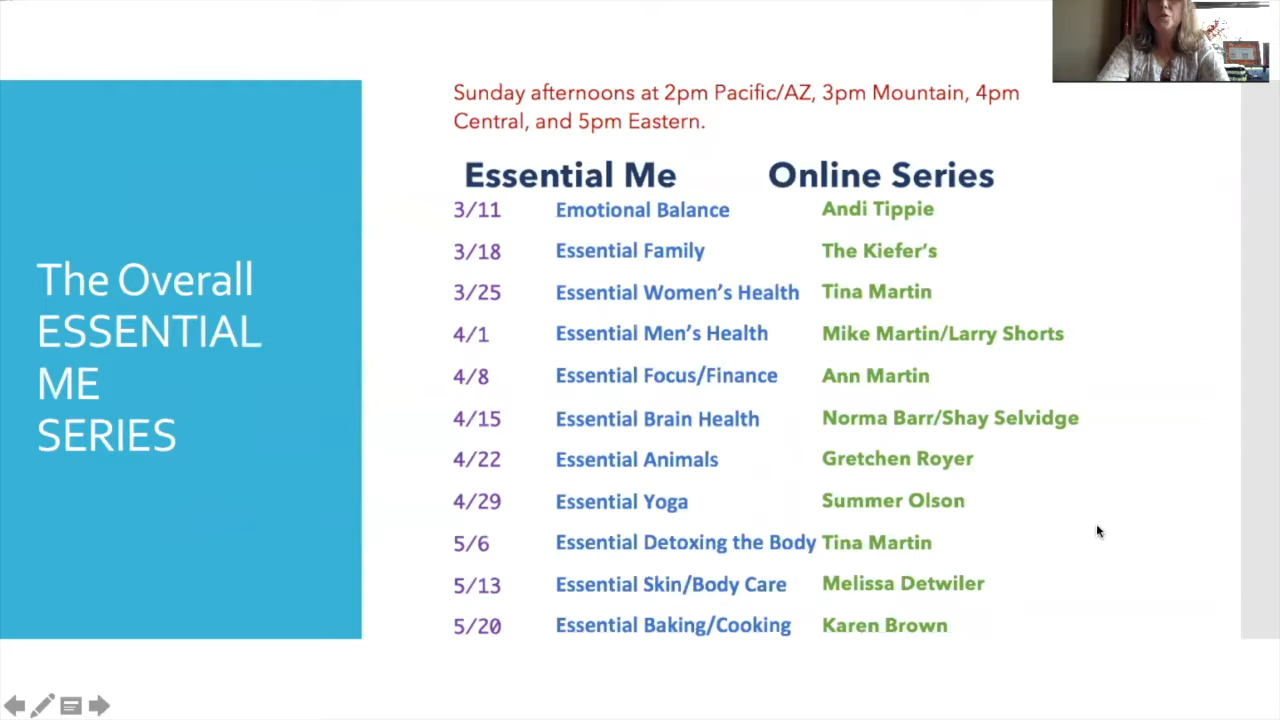 Sunday afternoons at 2pm Pacific/AZ, 3pm Mountain, 4pm
Central, and 5pm Eastern.
The Overall
ESSENTIAL
ME
SERIES
Essential Me Online Series
3/11 Emotional Balance Andi Tippie
3/18 Essential Family The Kiefer's
3/25 Essential Women's Health Tina Martin
4/1 Essential Men's Health Mike Martin/Larry Shorts
4/8 Essential Focus/Finance Ann Martin
4/15 Essential Brain Health Norma Barr/Shay Selvidge
4/22 Essential Animals Gretchen Royer
4/29 Essential Yoga Summer Olson
5/6 Essential Detoxing the Body Tina Martin
5/13 Essential Skin/Body Care Melissa Detwiler
5/20 Essential Baking/Cooking Karen Brown